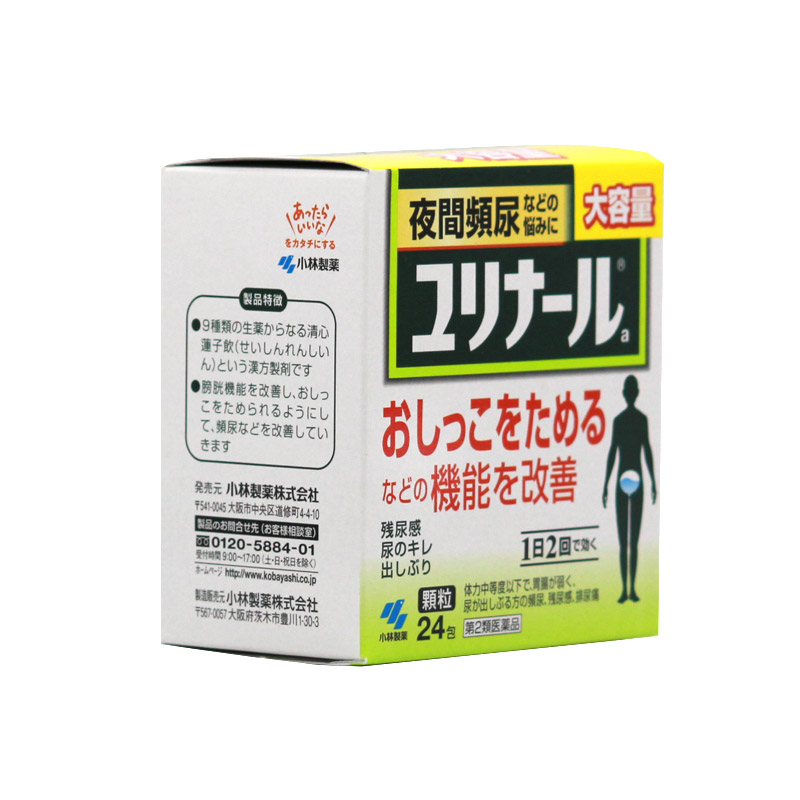 あったら
いいな
をカタチにする
小林製薬
製品特徴
●9種類の生薬からなる清心
蓮子飲(せいしんれんしい
ん)という漢方製剤です
●膀胱機能を改善し、おしっ
こをためられるようにし
て、頻尿などを改善してい
きます
発売元 小林製薬株式会社
〒541-0045 大阪市中央区道修町4-4-10
製品のお問合せ先(お客様相談室)
0120-5884-01
受付時間 9:00~17:00(土・日・祝日を除く)
ホームページ http://www.kobayashi.co.jp
製造販売元 小林製薬株式会社
〒567-0057 大阪府茨木市豊川1-30-3
大容量
夜間頻尿などの
悩みに
大容量
ユリナール®a
おしっこをためる
などの機能を改善
残尿感
尿のキレ
出しぶり
1日2回で効く
小林製薬
顆粒
24包
体力中等度以下で、胃腸が弱く、
尿が出しぶる方の頻尿、残尿感、排尿痛
第2類医薬品